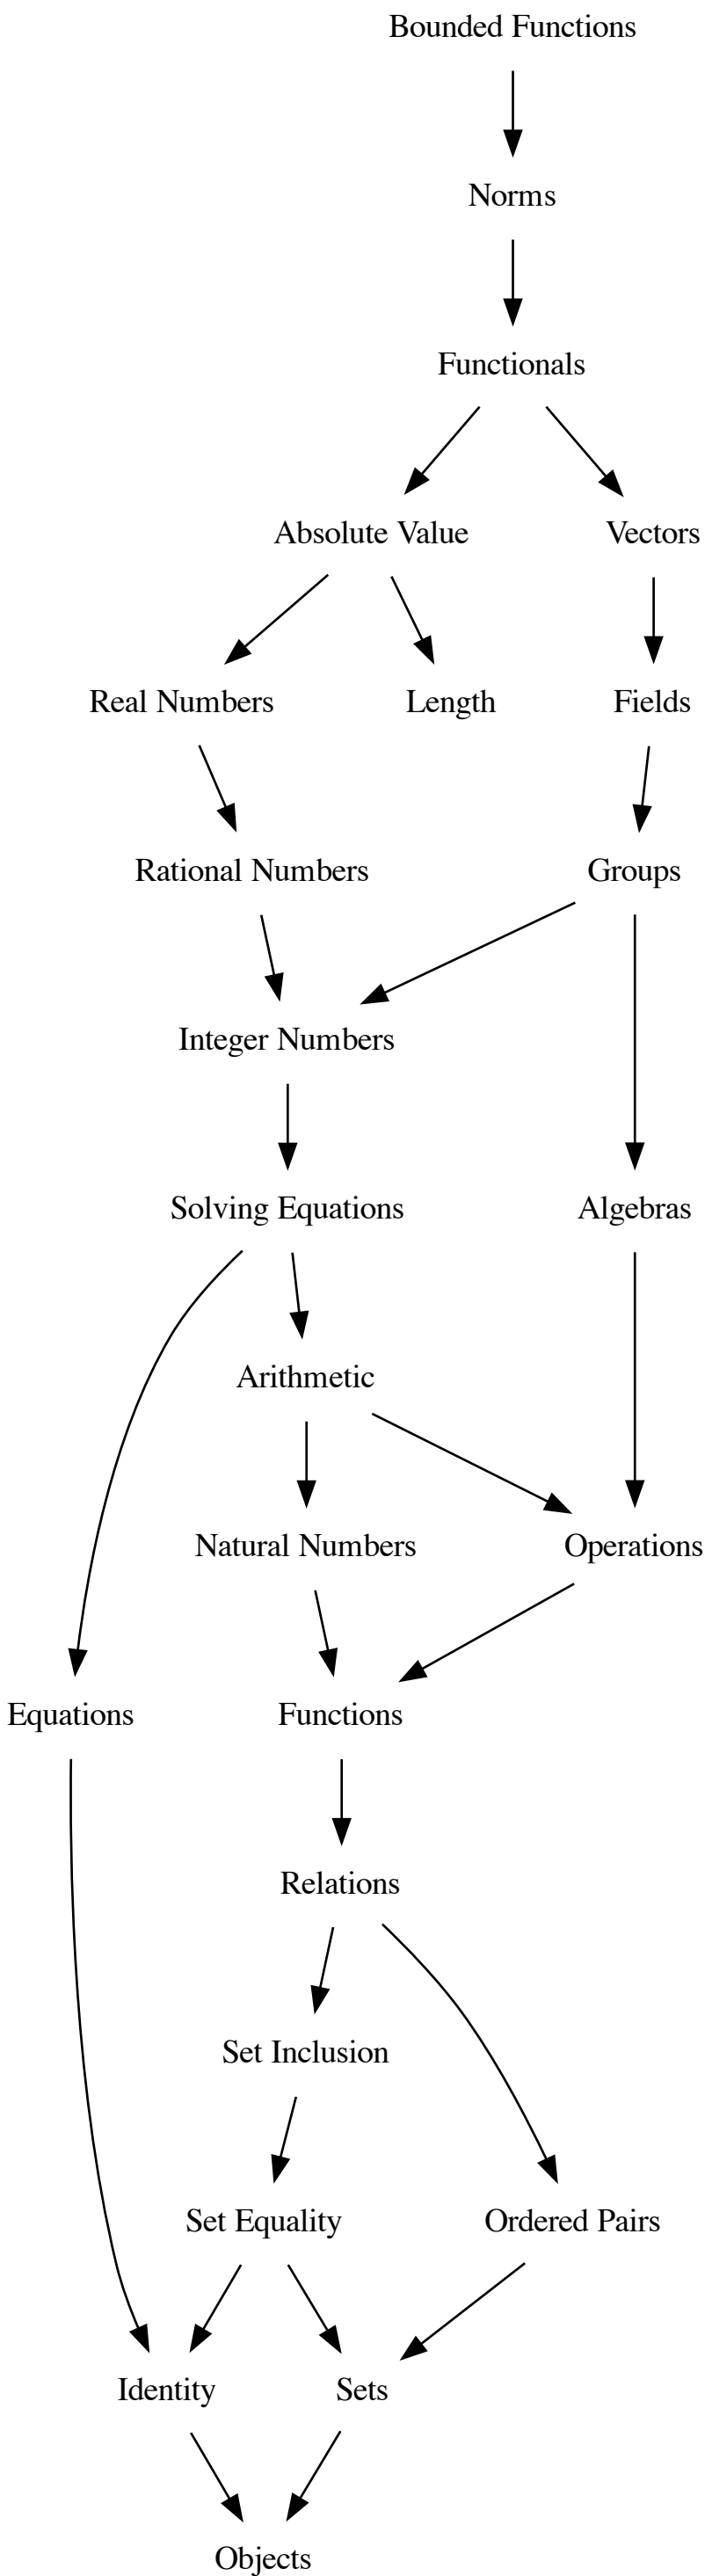 Bounded Functions
Norms
Functionals
Absolute Value
Vectors
Real Numbers
Length
Fields
Rational Numbers
Groups
Integer Numbers
Solving Equations
Algebras
Arithmetic
Natural Numbers
Operations
Equations
Functions
Relations
Set Inclusion
Set Equality
Ordered Pairs
Identity
Sets
Objects